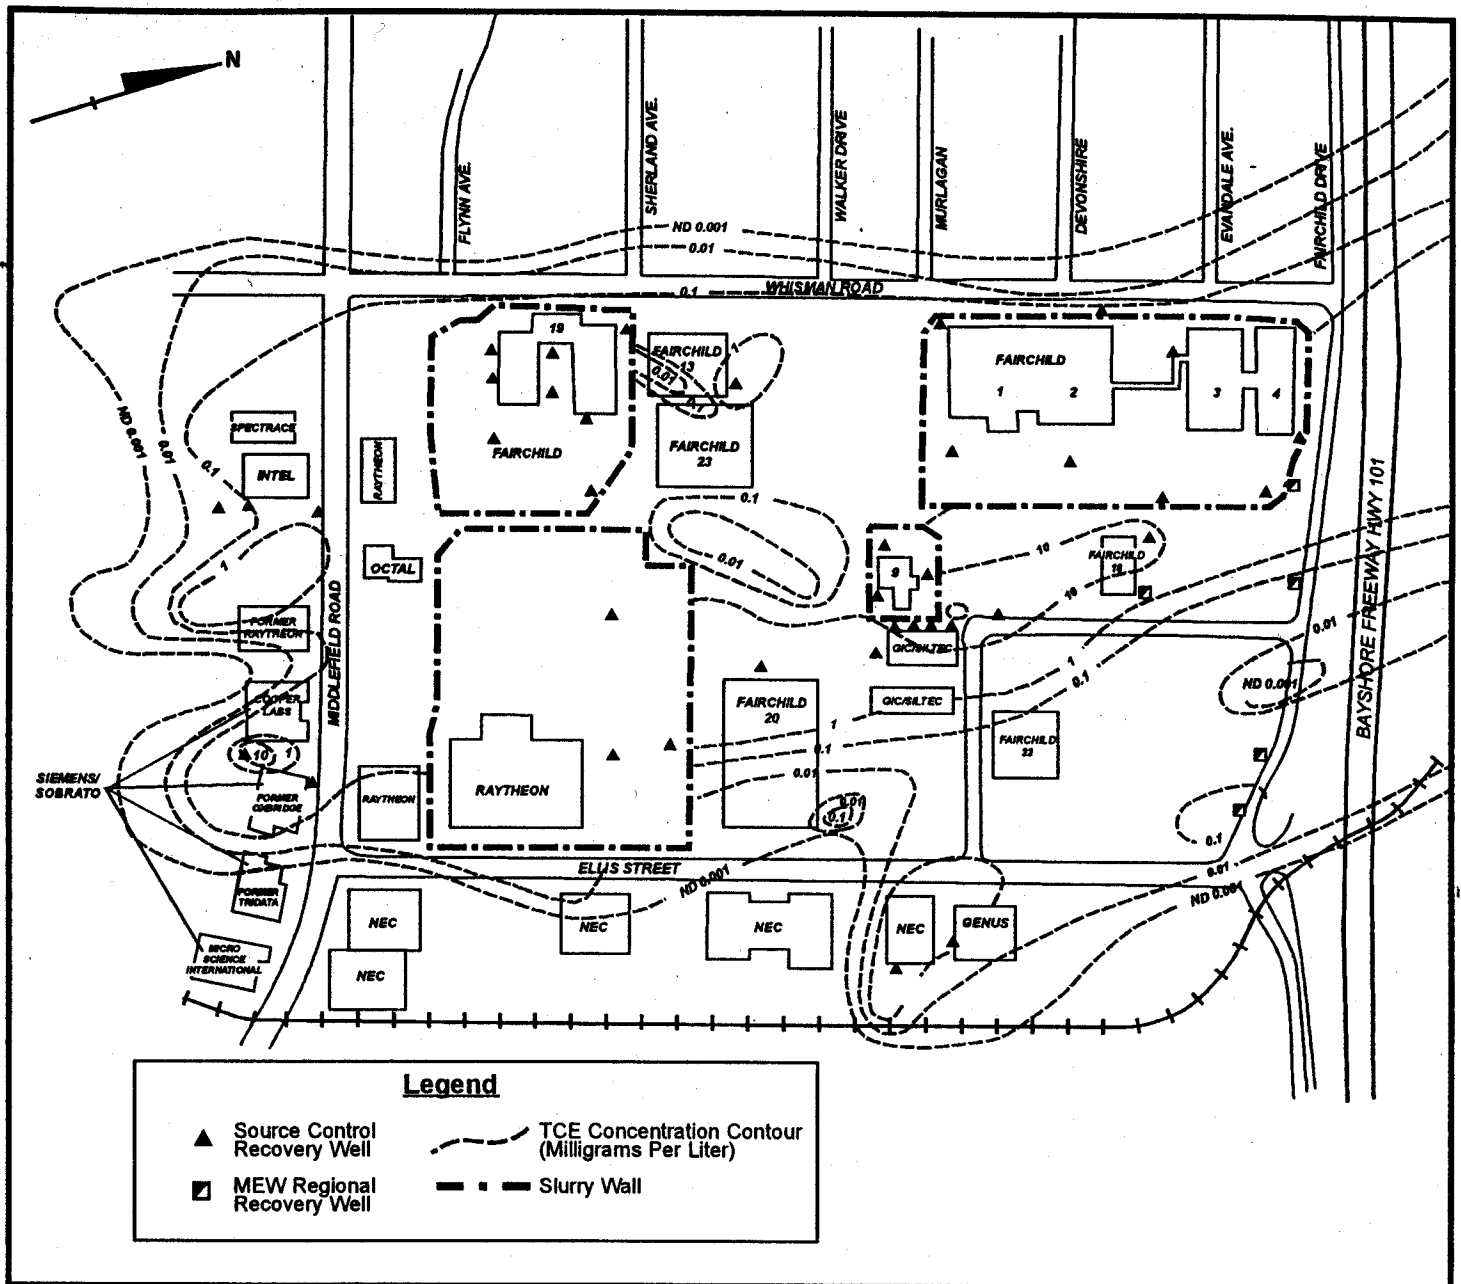 N
FLYNN AVE.
SHERLAND AVE.
WALKER DRIVE
MURLAGAN
DEVONSHIRE
EVANDALE AVE.
FAIRCHILD DRIVE
ND 0.001
0.01
0.1
WHISMAN ROAD
19
FAIRCHILD
13
0.01
0.1
1
FAIRCHILD
1
2
3
4
ND 0.001
0.01
0.1
SPECTRACE
INTEL
RAYTHEON
FAIRCHILD
FAIRCHILD
23
0.1
0.01
BAYSHORE FREEWAY HWY 101
1
OCTAL
9
10
FAIRCHILD
18
10
FORMER
RAYTHEON
MIDDLEFIELD ROAD
GIC/SILTEC
1
0.1
0.01
ND 0.001
COOPER
LABS
10
1
FAIRCHILD
20
GIC/SILTEC
1
0.1
0.01
FAIRCHILD
SIEMENS/
SOBRATO
FORMER
RAYTHEON
RAYTHEON
0.01
0.1
0.1
ELLIS STREET
ND 0.001
0.01
ND 0.001
FORMER
TRIDATA
NEC
NEC
NEC
NEC
GENUS
MICRO
SCIENCE
INTERNATIONAL
NEC
Legend
Source Control
Recovery Well
TCE Concentration Contour
(Milligrams Per Liter)
MEW Regional
Recovery Well
Slurry Wall